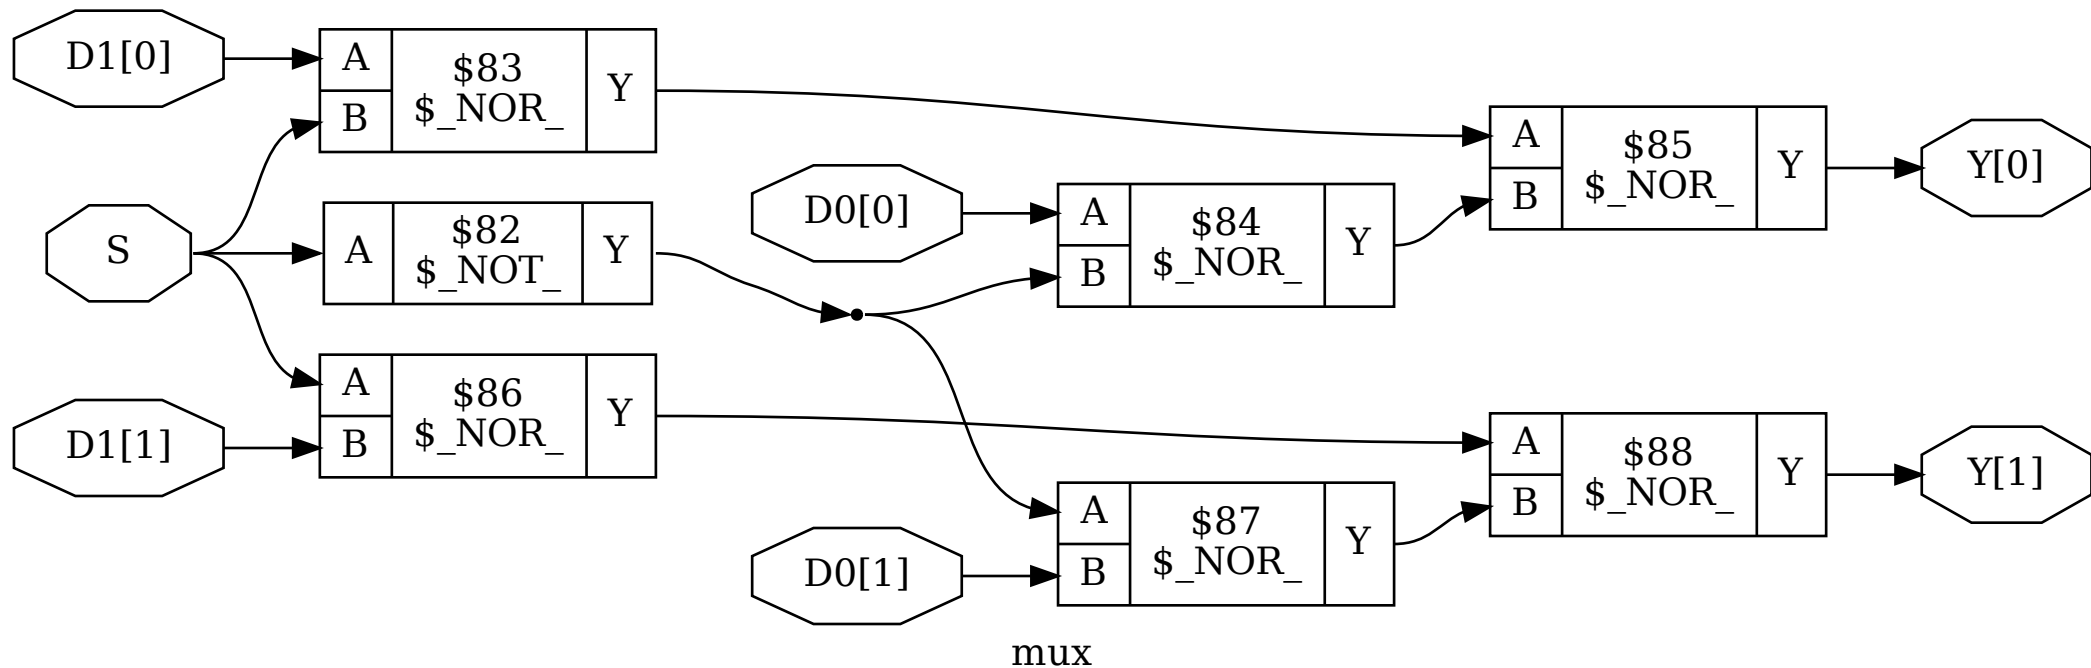 D1[0]
A
B
$83
$_NOR_
Y
S
A
$82
$_NOT_
Y
D1[1]
A
B
$86
$_NOR_
Y
D0[0]
A
B
$84
$_NOR_
Y
D0[1]
A
B
$87
$_NOR_
Y
A
B
$85
$_NOR_
Y
Y[0]
A
B
$88
$_NOR_
Y
Y[1]
mux